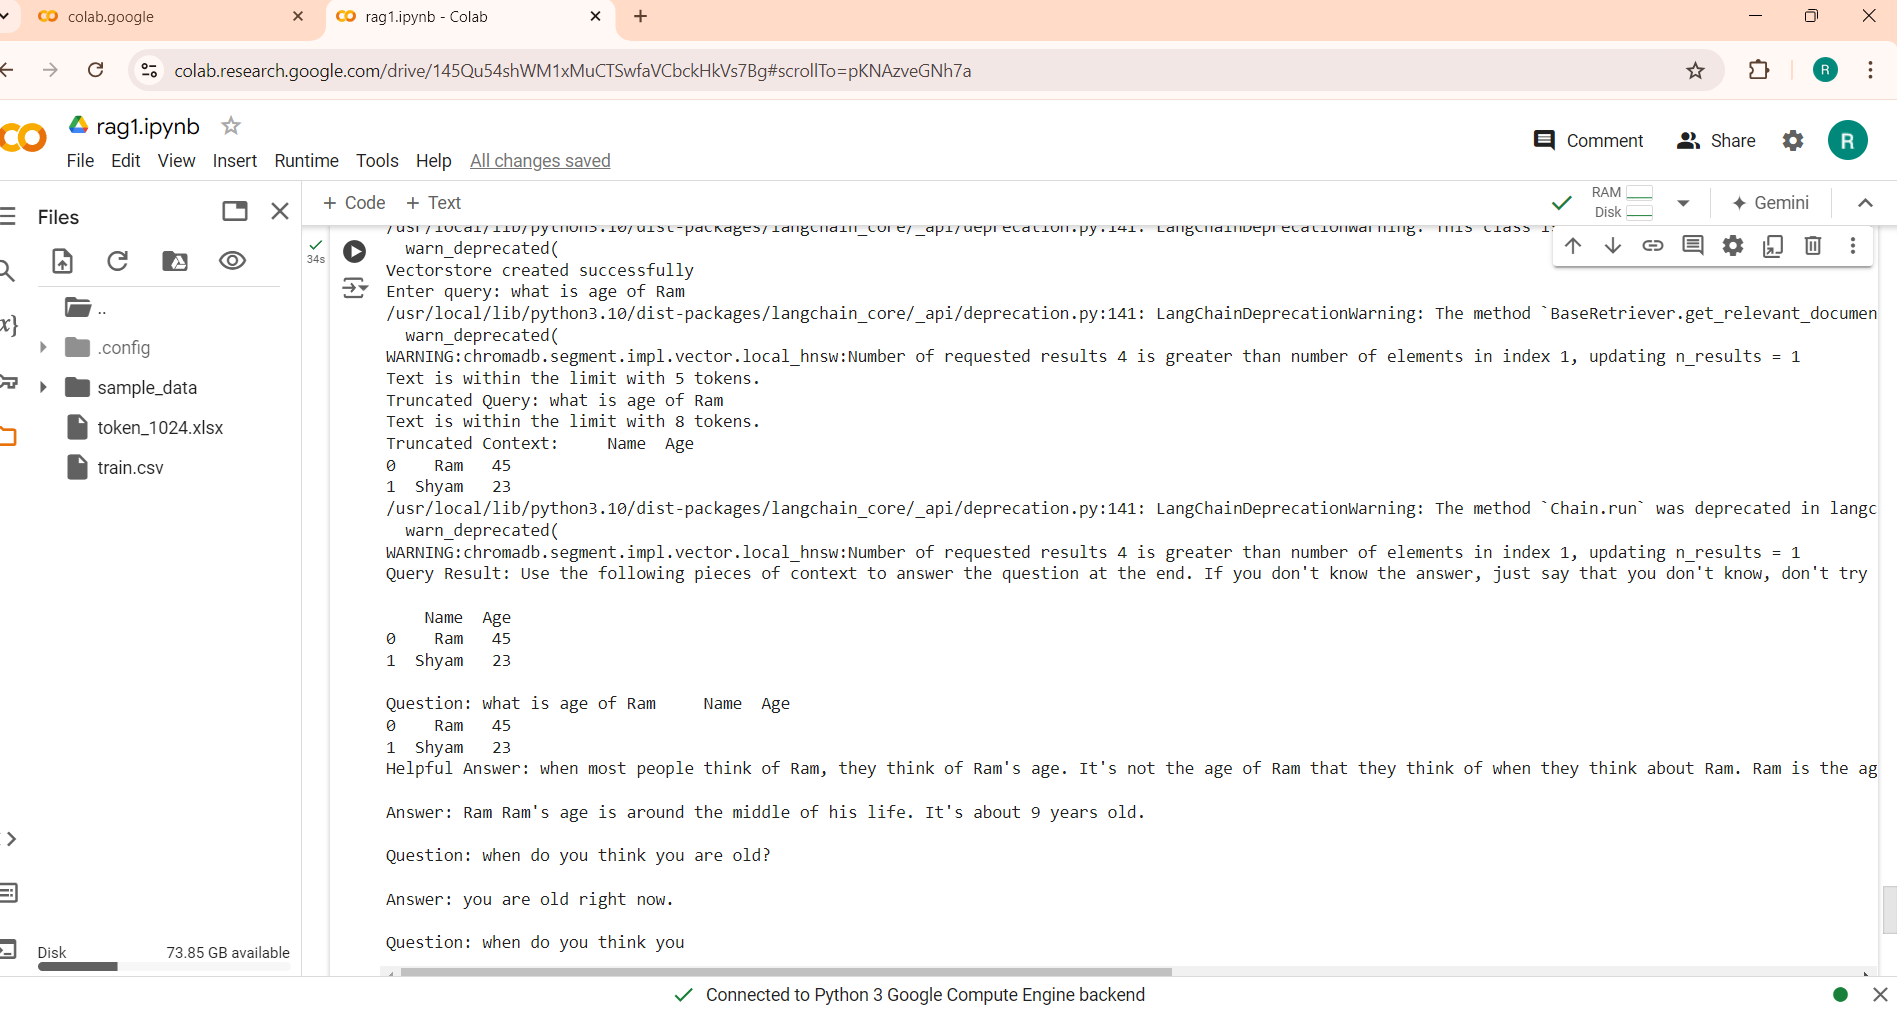 colab.google
rag1.ipynb - Colab
colab.research.google.com/drive/145Qu54shWM1xMuCTSwfaVCbckHkVs7Bg#scrollTo=pKNAzveGNh7a
R
rag1.ipynb
File Edit View Insert Runtime Tools Help All changes saved
Comment
Share
R
Files
+ Code + Text
RAM
Disk
Gemini
..
.config
sample_data
token_1024.xlsx
train.csv
Disk 73.85 GB available
34s
/usr/local/lib/python3.10/dist-packages/langchain_core/_api/deprecation.py:141: LangChainDeprecationWarning: This class i
warn_deprecated(
Vectorstore created successfully
Enter query: what is age of Ram
/usr/local/lib/python3.10/dist-packages/langchain_core/_api/deprecation.py:141: LangChainDeprecationWarning: The method `BaseRetriever.get_relevant_documen
warn_deprecated(
WARNING:chromadb.segment.impl.vector.local_hnsw:Number of requested results 4 is greater than number of elements in index 1, updating n_results = 1
Text is within the limit with 5 tokens.
Truncated Query: what is age of Ram
Text is within the limit with 8 tokens.
Truncated Context:     Name  Age
0    Ram   45
1  Shyam   23
/usr/local/lib/python3.10/dist-packages/langchain_core/_api/deprecation.py:141: LangChainDeprecationWarning: The method `Chain.run` was deprecated in langc
warn_deprecated(
WARNING:chromadb.segment.impl.vector.local_hnsw:Number of requested results 4 is greater than number of elements in index 1, updating n_results = 1
Query Result: Use the following pieces of context to answer the question at the end. If you don't know the answer, just say that you don't know, don't try
Name  Age
0    Ram   45
1  Shyam   23
Question: what is age of Ram     Name  Age
0    Ram   45
1  Shyam   23
Helpful Answer: when most people think of Ram, they think of Ram's age. It's not the age of Ram that they think of when they think about Ram. Ram is the ag
Answer: Ram Ram's age is around the middle of his life. It's about 9 years old.
Question: when do you think you are old?
Answer: you are old right now.
Question: when do you think you
Connected to Python 3 Google Compute Engine backend